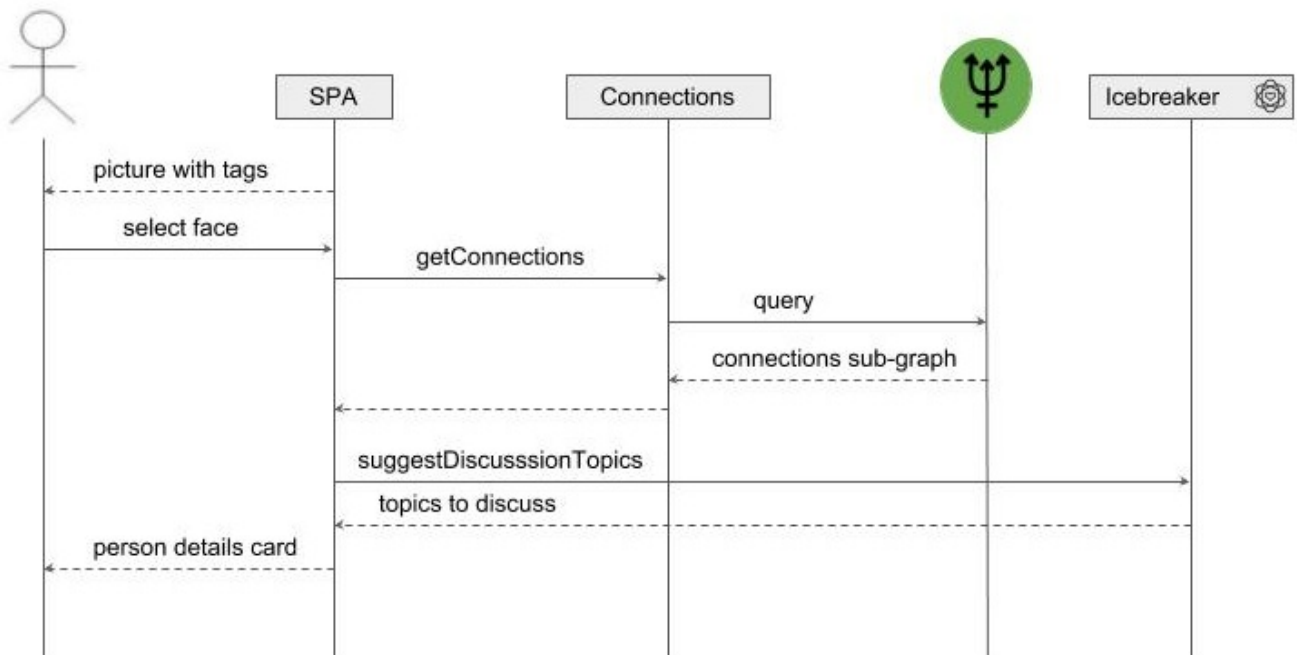 SPA
Connections
Icebreaker
picture with tags
select face
getConnections
query
connections sub-graph
suggestDiscusssionTopics
topics to discuss
person details card